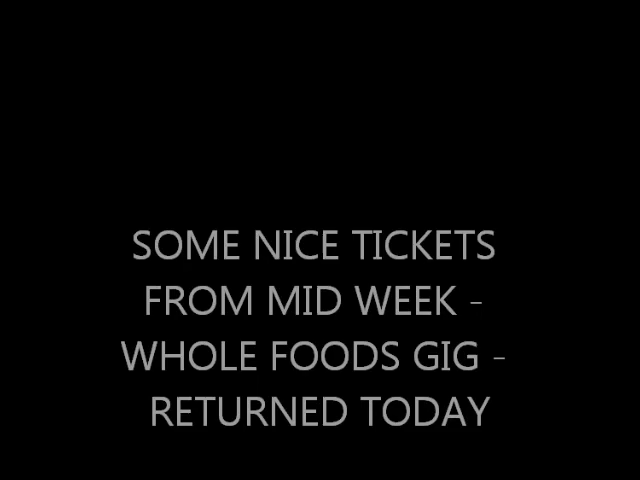 SOME NICE TICKETS
FROM MID WEEK -
WHOLE FOODS GIG -
RETURNED TODAY